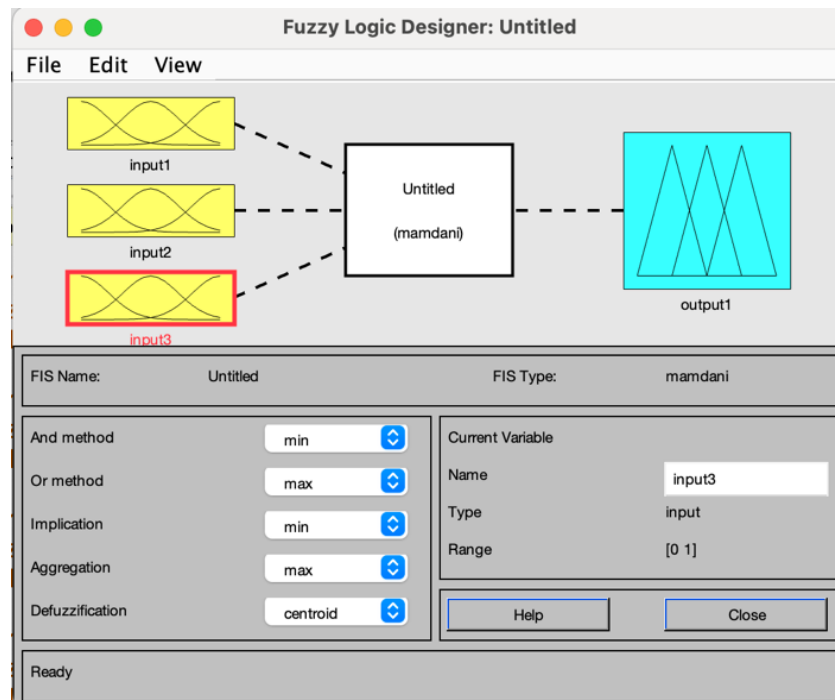 Fuzzy Logic Designer: Untitled
File Edit View
input1
input2
input3
Untitled
(mamdani)
output1
FIS Name: Untitled FIS Type: mamdani
And method min
Or method max
Implication min
Aggregation max
Defuzzification centroid
Current Variable
Name input3
Type input
Range [0 1]
Help Close
Ready